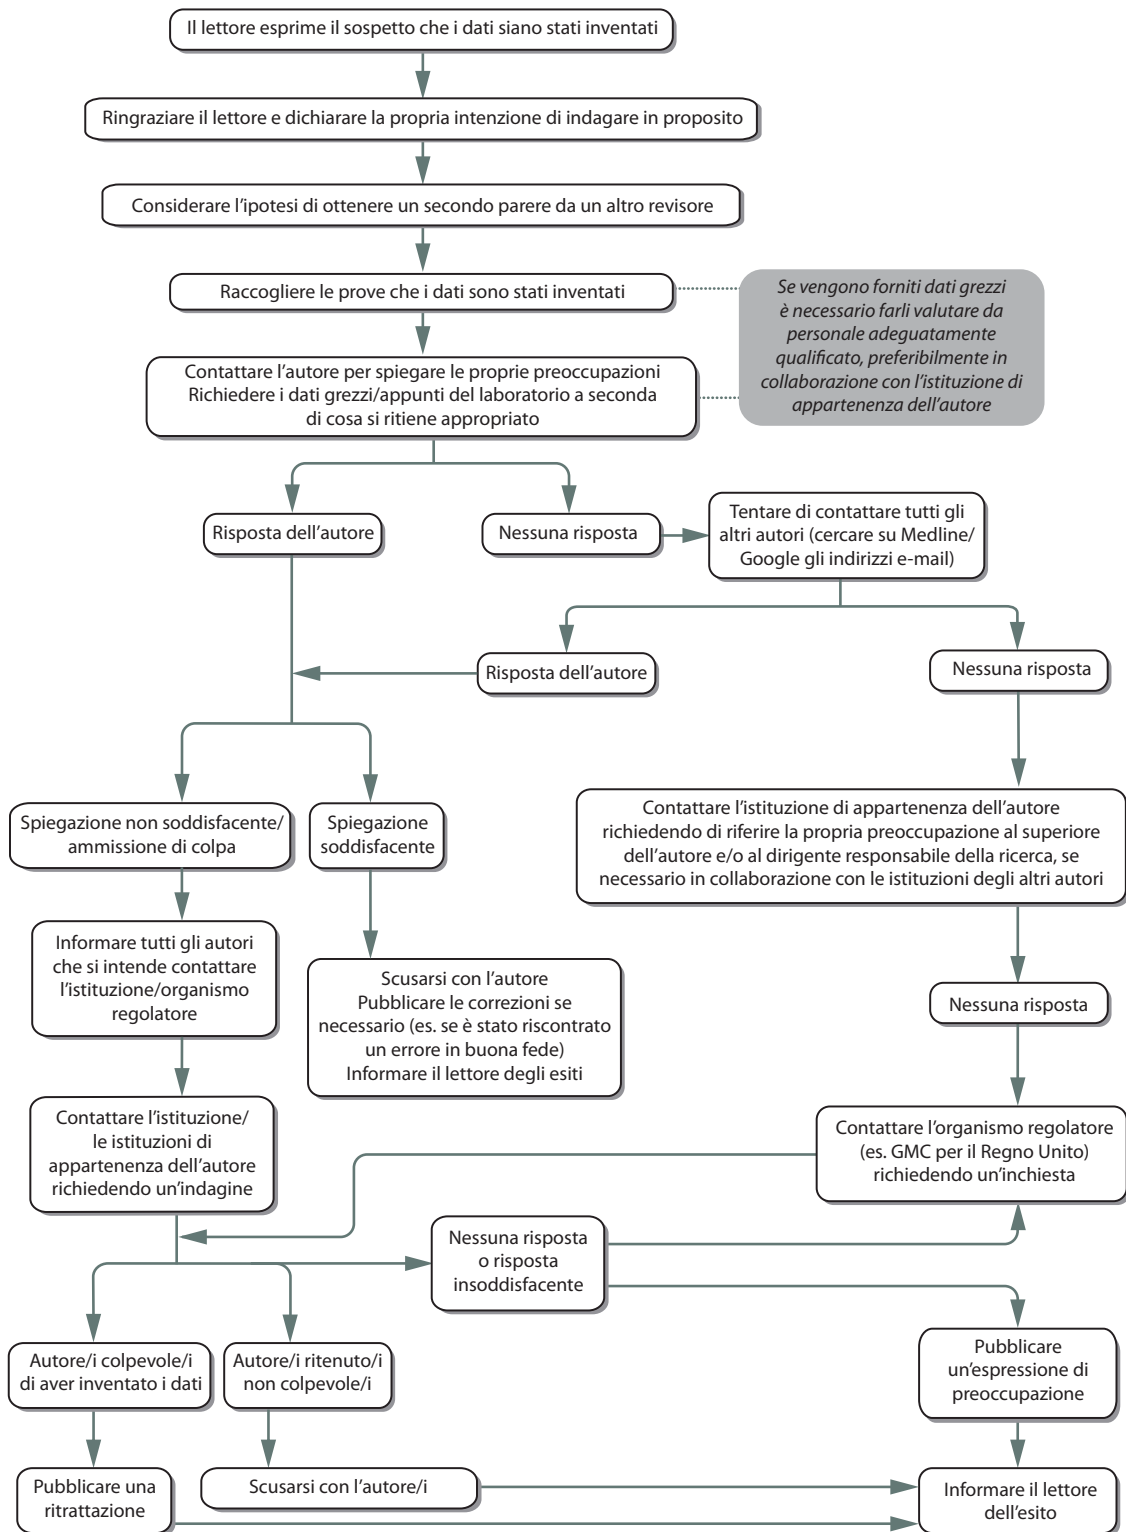 Il lettore esprime il sospetto che i dati siano stati inventati
Ringraziare il lettore e dichiarare la propria intenzione di indagare in proposito
Considerare l'ipotesi di ottenere un secondo parere da un altro revisore
Raccogliere le prove che i dati sono stati inventati
Se vengono forniti dati grezzi
è necessario farli valutare da
personale adeguatamente
qualificato, preferibilmente in
collaborazione con l'istituzione di
appartenenza dell'autore
Contattare l'autore per spiegare le proprie preoccupazioni
Richiedere i dati grezzi/appunti del laboratorio a seconda
di cosa si ritiene appropriato
Risposta dell'autore
Nessuna risposta
Tentare di contattare tutti gli
altri autori (cercare su Medline/
Google gli indirizzi e-mail)
Risposta dell'autore
Nessuna risposta
Spiegazione non soddisfacente/
ammissione di colpa
Spiegazione
soddisfacente
Contattare l'istituzione di appartenenza dell'autore
richiedendo di riferire la propria preoccupazione al superiore
dell'autore e/o al dirigente responsabile della ricerca, se
necessario in collaborazione con le istituzioni degli altri autori
Informare tutti gli autori
che si intende contattare
l'istituzione/organismo
regolatore
Scusarsi con l'autore
Pubblicare le correzioni se
necessario (es. se è stato riscontrato
un errore in buona fede)
Informare il lettore degli esiti
Nessuna risposta
Contattare l'istituzione/
le istituzioni di
appartenenza dell'autore
richiedendo un'indagine
Contattare l'organismo regolatore
(es. GMC per il Regno Unito)
richiedendo un'inchiesta
Nessuna risposta
o risposta
insoddisfacente
Autore/i colpevole/i
di aver inventato i dati
Autore/i ritenuto/i
non colpevole/i
Pubblicare
un'espressione di
preoccupazione
Pubblicare una
ritrattazione
Scusarsi con l'autore/i
Informare il lettore
dell'esito